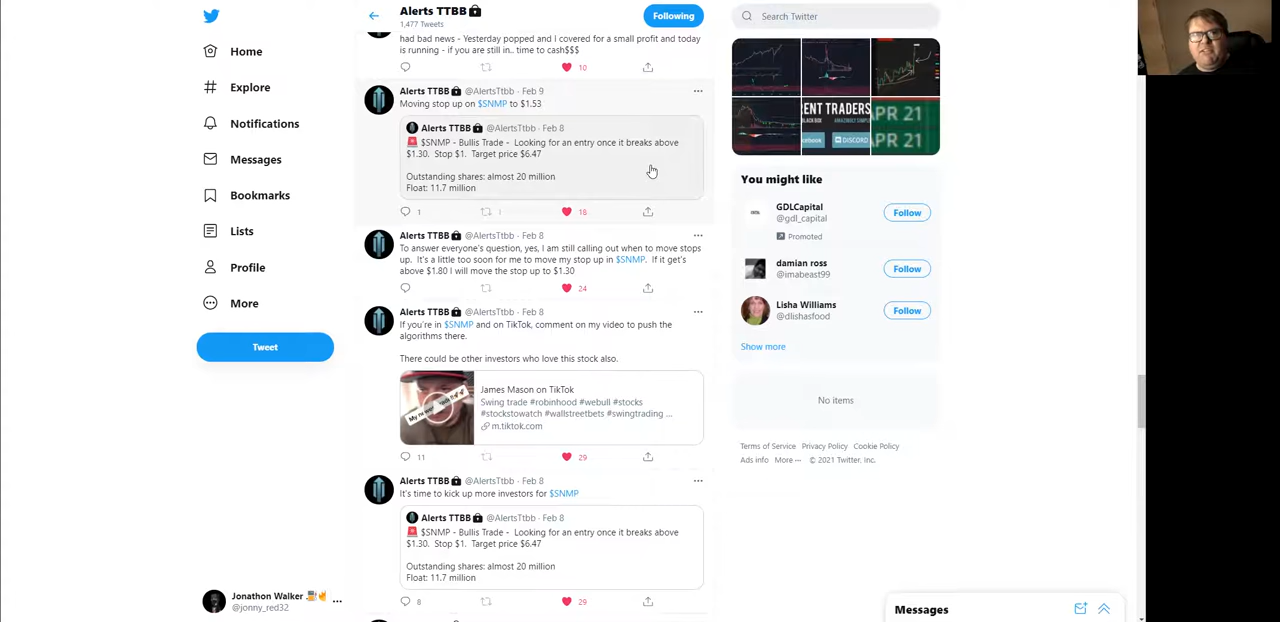 Home
Explore
Notifications
Messages
Bookmarks
Lists
Profile
More
Tweet
Jonathon Walker
@jonny_red32
Alerts TTBB
1,477 Tweets
Following
had bad news - Yesterday popped and I covered for a small profit and today
is running - if you are still in.. time to cash$$$
10
Alerts TTBB @AlertsTtbb · Feb 9
Moving stop up on $SNMP to $1.53
Alerts TTBB @AlertsTtbb · Feb 8
🚨 $SNMP - Bullis Trade - Looking for an entry once it breaks above
$1.30. Stop $1. Target price $6.47
Outstanding shares: almost 20 million
Float: 11.7 million
1 1 18
Alerts TTBB @AlertsTtbb · Feb 8
To answer everyone's question, yes, I am still calling out when to move stops
up. It's a little too soon for me to move my stop up in $SNMP. If it get's
above $1.80 I will move the stop up to $1.30
24
Alerts TTBB @AlertsTtbb · Feb 8
If you're in $SNMP and on TikTok, comment on my video to push the
algorithms there.
There could be other investors who love this stock also.
James Mason on TikTok
Swing trade #robinhood #webull #stocks
#stockstowatch #wallstreetbets #swingtrading ...
m.tiktok.com
11 29
Alerts TTBB @AlertsTtbb · Feb 8
It's time to kick up more investors for $SNMP
Alerts TTBB @AlertsTtbb · Feb 8
🚨 $SNMP - Bullis Trade - Looking for an entry once it breaks above
$1.30. Stop $1. Target price $6.47
Outstanding shares: almost 20 million
Float: 11.7 million
8 29
Search Twitter
ENT TRADERS
BLACK BOX
DISCORD
APR 21
APR 21
You might like
GDLCapital
@gdl_capital
Promoted
Follow
damian ross
@imabeast99
Follow
Lisha Williams
@dlishasfood
Follow
Show more
No items
Terms of Service Privacy Policy Cookie Policy
Ads info More ··· © 2021 Twitter, Inc.
Messages